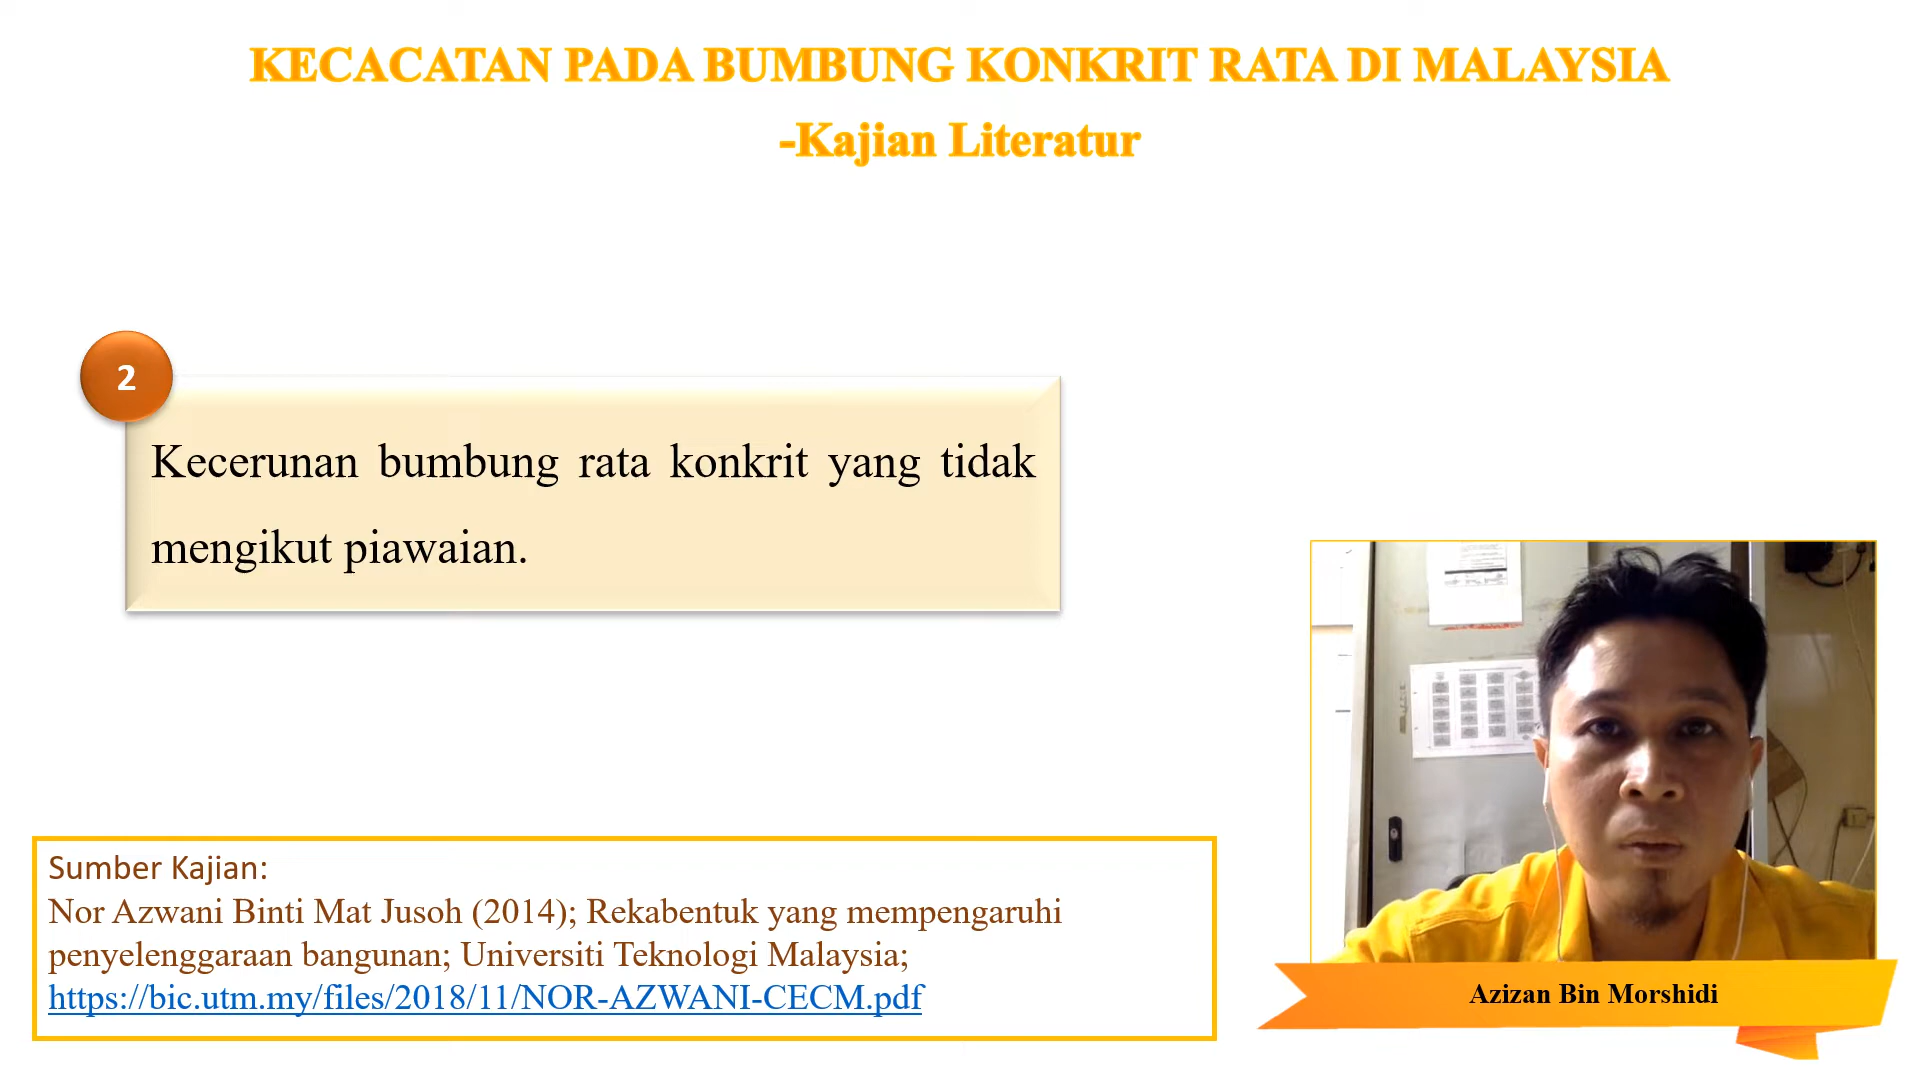 KECACATAN PADA BUMBUNG KONKRIT RATA DI MALAYSIA
-Kajian Literatur
2
Kecerunan bumbung rata konkrit yang tidak
mengikut piawaian.
Sumber Kajian:
Nor Azwani Binti Mat Jusoh (2014); Rekabentuk yang mempengaruhi
penyelenggaraan bangunan; Universiti Teknologi Malaysia;
https://bic.utm.my/files/2018/11/NOR-AZWANI-CECM.pdf
Azizan Bin Morshidi